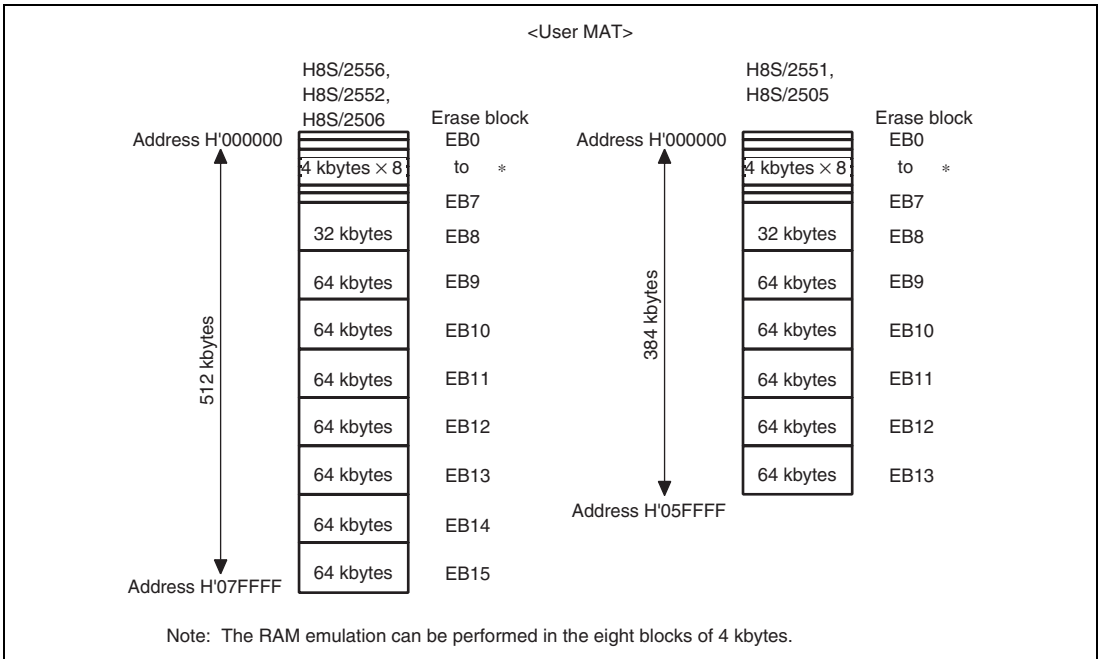 <User MAT>
H8S/2556,
H8S/2552,
H8S/2506
Erase block
Address H'000000
EB0
4 kbytes × 8
to *
EB7
32 kbytes
EB8
64 kbytes
EB9
64 kbytes
EB10
64 kbytes
EB11
64 kbytes
EB12
64 kbytes
EB13
64 kbytes
EB14
64 kbytes
EB15
512 kbytes
Address H'07FFFF
H8S/2551,
H8S/2505
Erase block
Address H'000000
EB0
4 kbytes × 8
to *
EB7
32 kbytes
EB8
64 kbytes
EB9
64 kbytes
EB10
64 kbytes
EB11
64 kbytes
EB12
64 kbytes
EB13
384 kbytes
Address H'05FFFF
Note: The RAM emulation can be performed in the eight blocks of 4 kbytes.